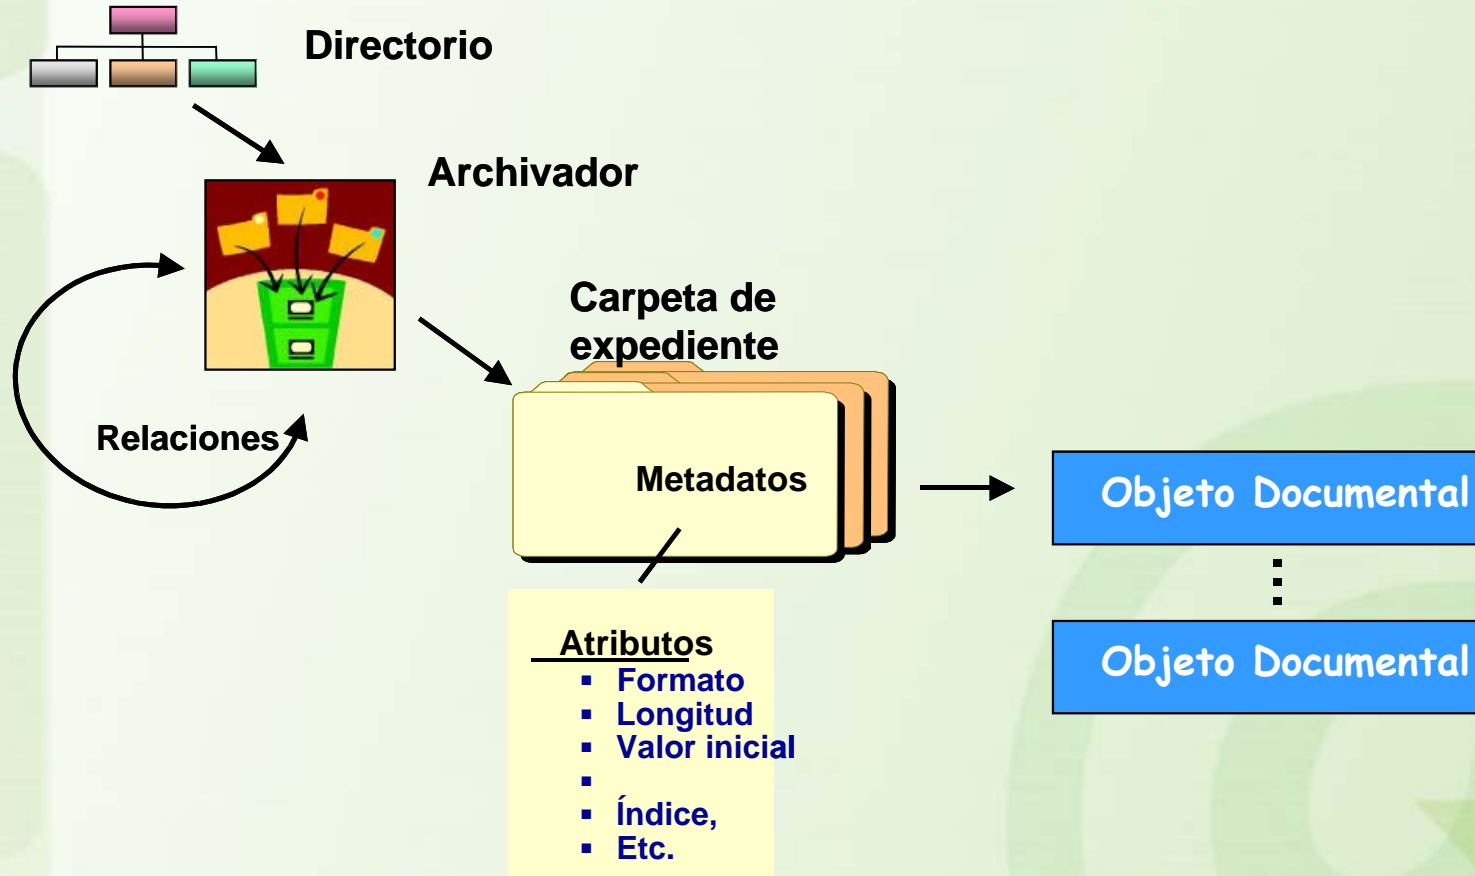 Directorio
Archivador
Carpeta de
expediente
Relaciones
Metadatos
Objeto Documental
Objeto Documental
Atributos
▪ Formato
▪ Longitud
▪ Valor inicial
▪
▪ Índice,
▪ Etc.